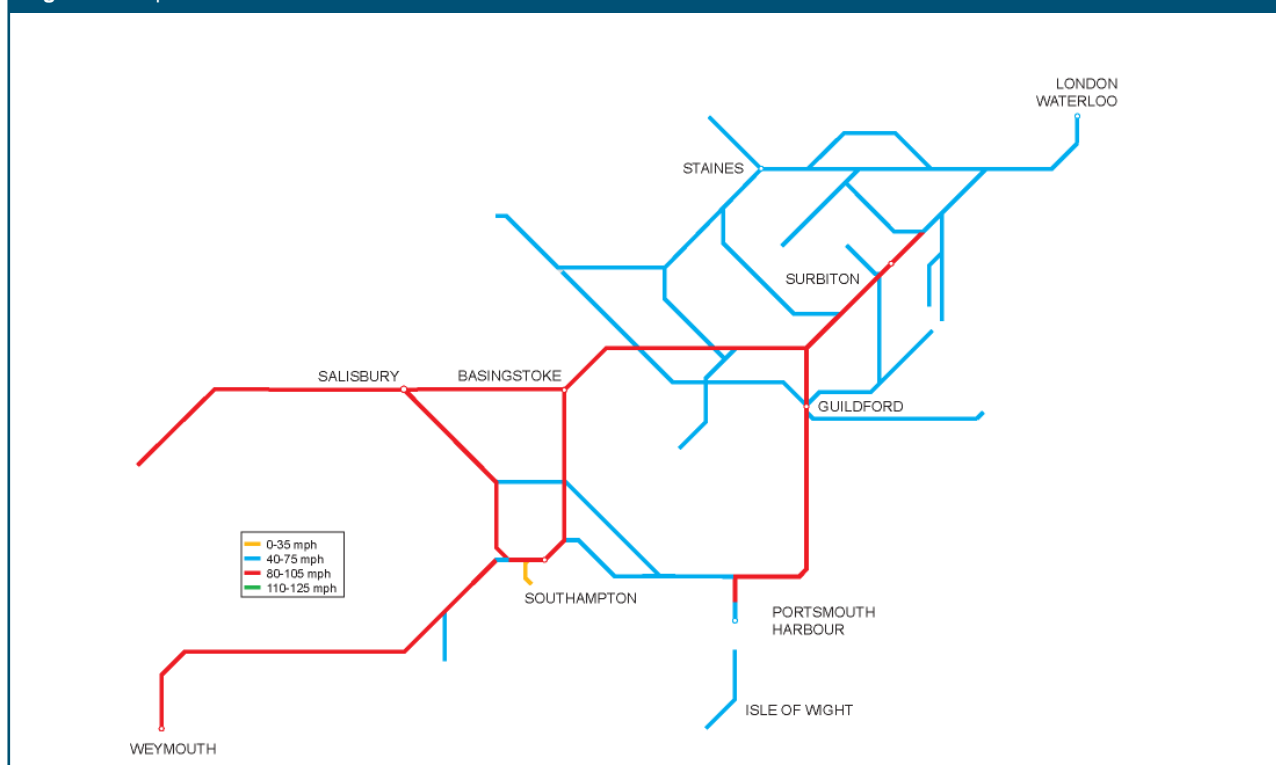 LONDON
WATERLOO
STAINES
SURBITON
SALISBURY
BASINGSTOKE
GUILDFORD
0-35 mph
40-75 mph
80-105 mph
110-125 mph
SOUTHAMPTON
PORTSMOUTH
HARBOUR
ISLE OF WIGHT
WEYMOUTH